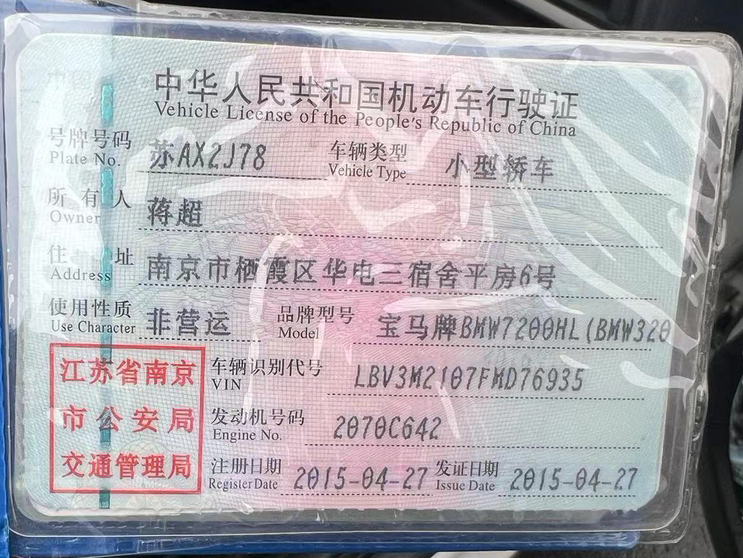 中华人民共和国机动车行驶证
Vehicle License of the People's Republic of China
号牌号码 苏AX2J78 车辆类型 小型轿车
Plate No. Vehicle Type
所有人 蒋超
Owner
住址 南京市栖霞区华电三宿舍平房6号
Address
使用性质 非营运 品牌型号 宝马牌BMW7200HL(BMW320
Use Character Model
江苏省南京
市公安局
交通管理局
车辆识别代号 LBV3M2107FMD76935
VIN
发动机号码 2070C642
Engine No.
注册日期 2015-04-27 发证日期 2015-04-27
Register Date Issue Date